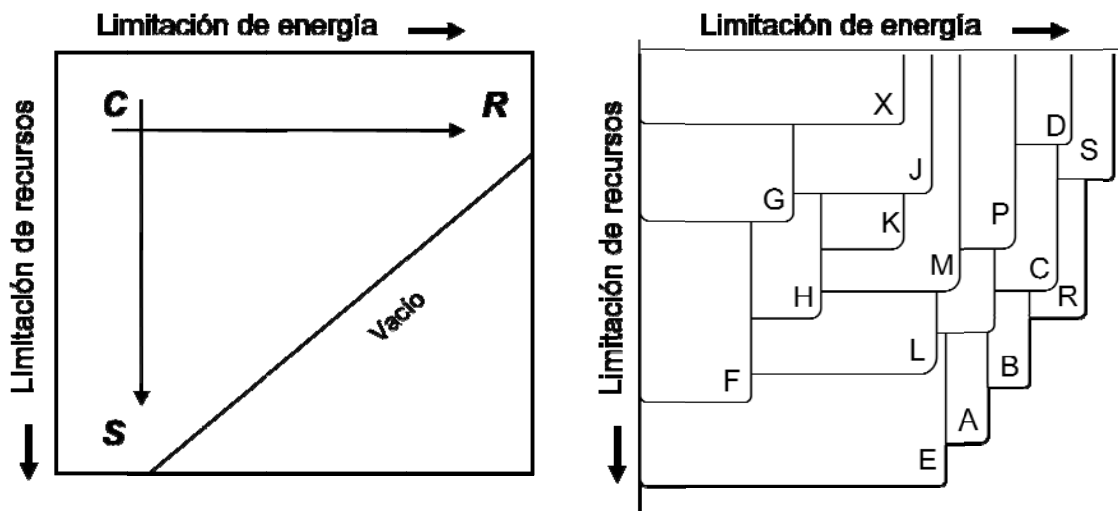 Limitación de energía
Limitación de recursos
C
R
S
Vacío
Limitación de energía
Limitación de recursos
X
D
S
J
G
P
K
M
C
H
R
L
B
F
A
E